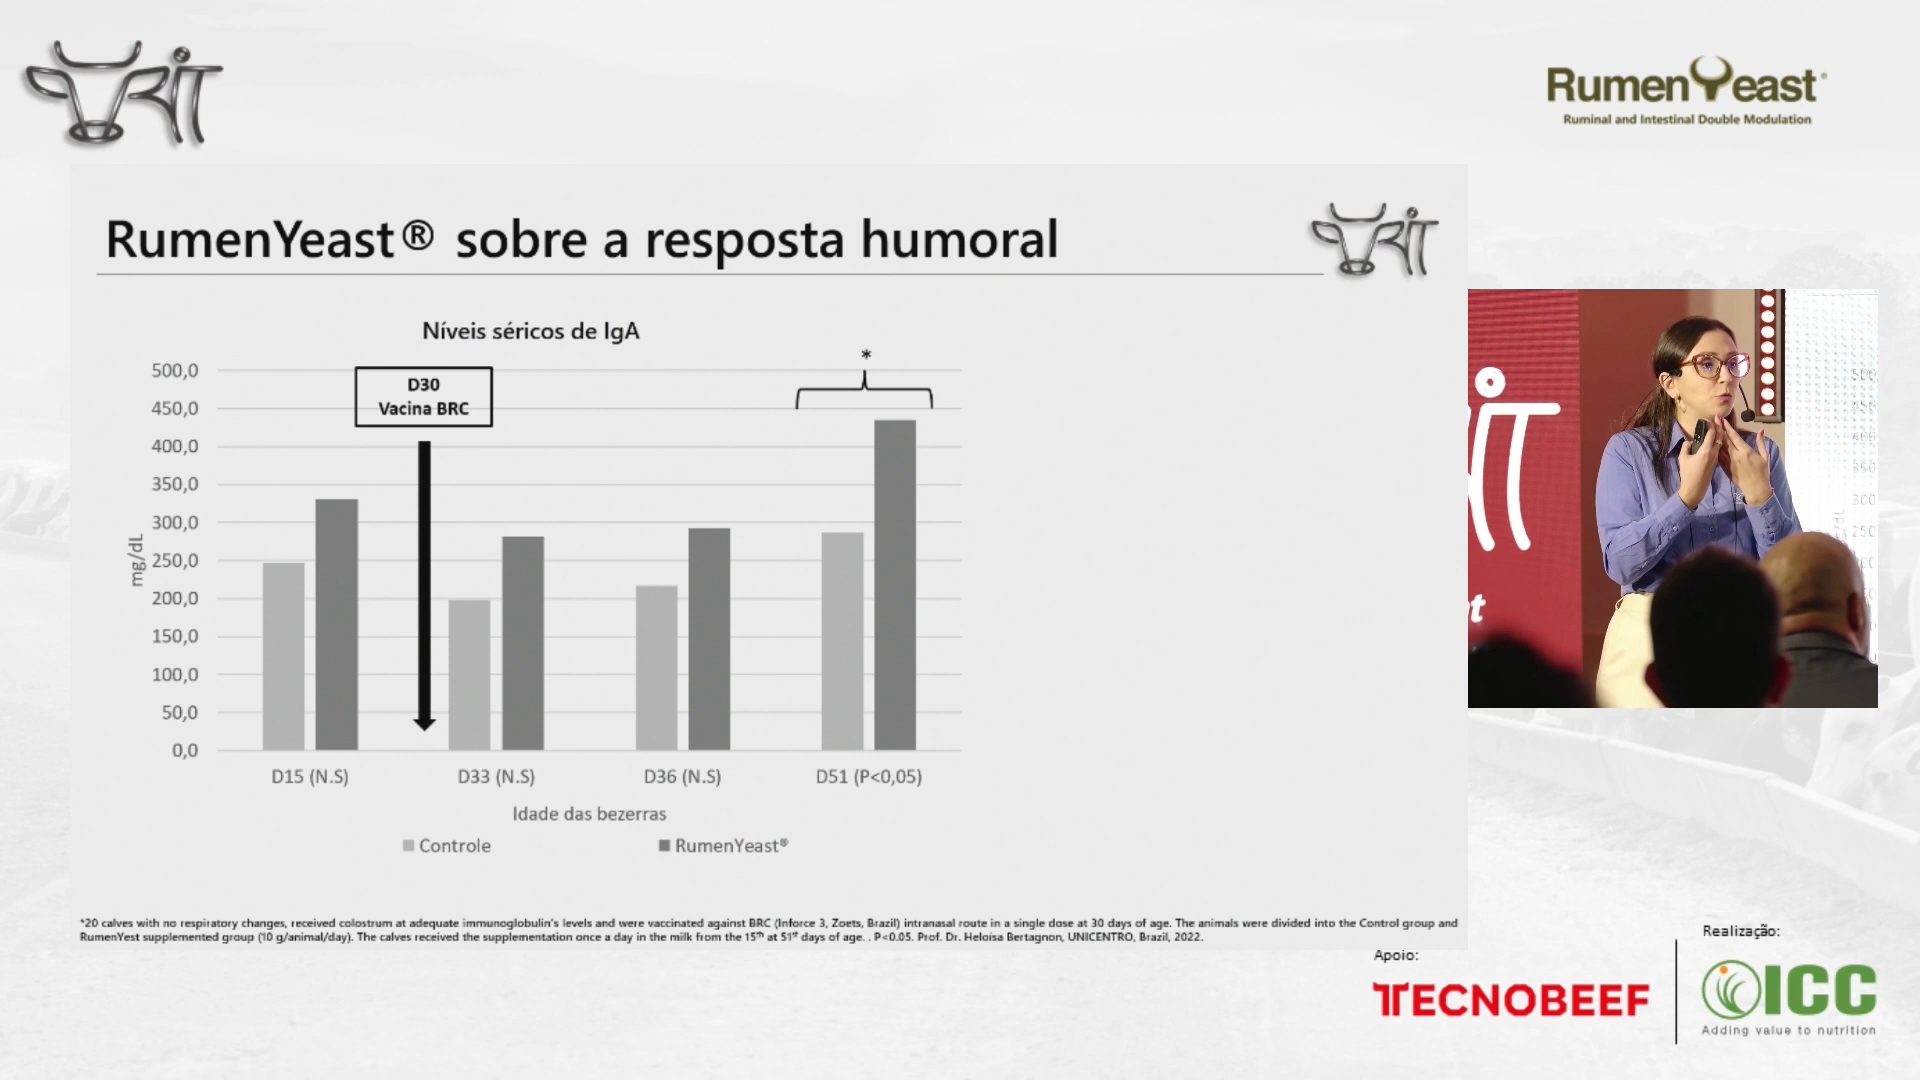 RIT
RumenYeast®
Ruminal and Intestinal Double Modulation
RumenYeast® sobre a resposta humoral
RIT
Níveis séricos de IgA
*
D30
Vacina BRC
500,0
450,0
400,0
350,0
300,0
250,0
200,0
150,0
100,0
50,0
0,0
mg/dL
D15 (N.S)
D33 (N.S)
D36 (N.S)
D51 (P<0,05)
Idade das bezerras
Controle
RumenYeast®
*20 calves with no respiratory changes, received colostrum at adequate immunoglobulin's levels and were vaccinated against BRC (Inforce 3, Zoets, Brazil) intranasal route in a single dose at 30 days of age. The animals were divided into the Control group and
RumenYest supplemented group (10 g/animal/day). The calves received the supplementation once a day in the milk from the 15th at 51st days of age. . P<0.05. Prof. Dr. Heloísa Bertagnon, UNICENTRO, Brazil, 2022.
Apoio:
TECNOBEEF
Realização:
ICC
Adding value to nutrition